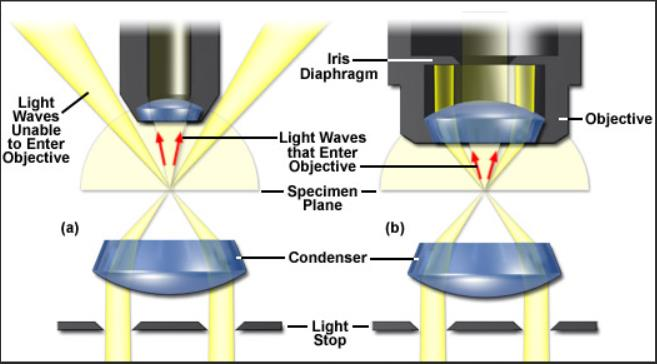 Iris
Diaphragm
Light
Waves
Unable
to Enter
Objective
Objective
Light Waves
that Enter
Objective
Specimen
Plane
(a)
(b)
Condenser
Light
Stop